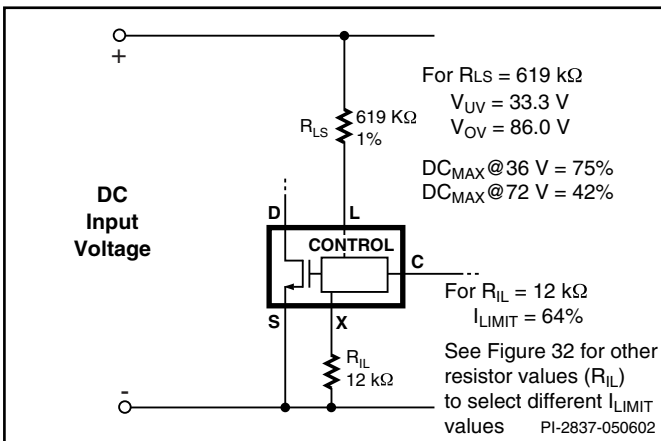 +
For RLS = 619 kΩ
VUV = 33.3 V
VOV = 86.0 V
RLS
619 KΩ
1%
DCMAX@36 V = 75%
DCMAX@72 V = 42%
DC
Input
Voltage
D
L
CONTROL
C
For RIL = 12 kΩ
ILIMIT = 64%
S
X
RIL
12 kΩ
See Figure 32 for other
resistor values (RIL)
to select different ILIMIT
values
-
PI-2837-050602